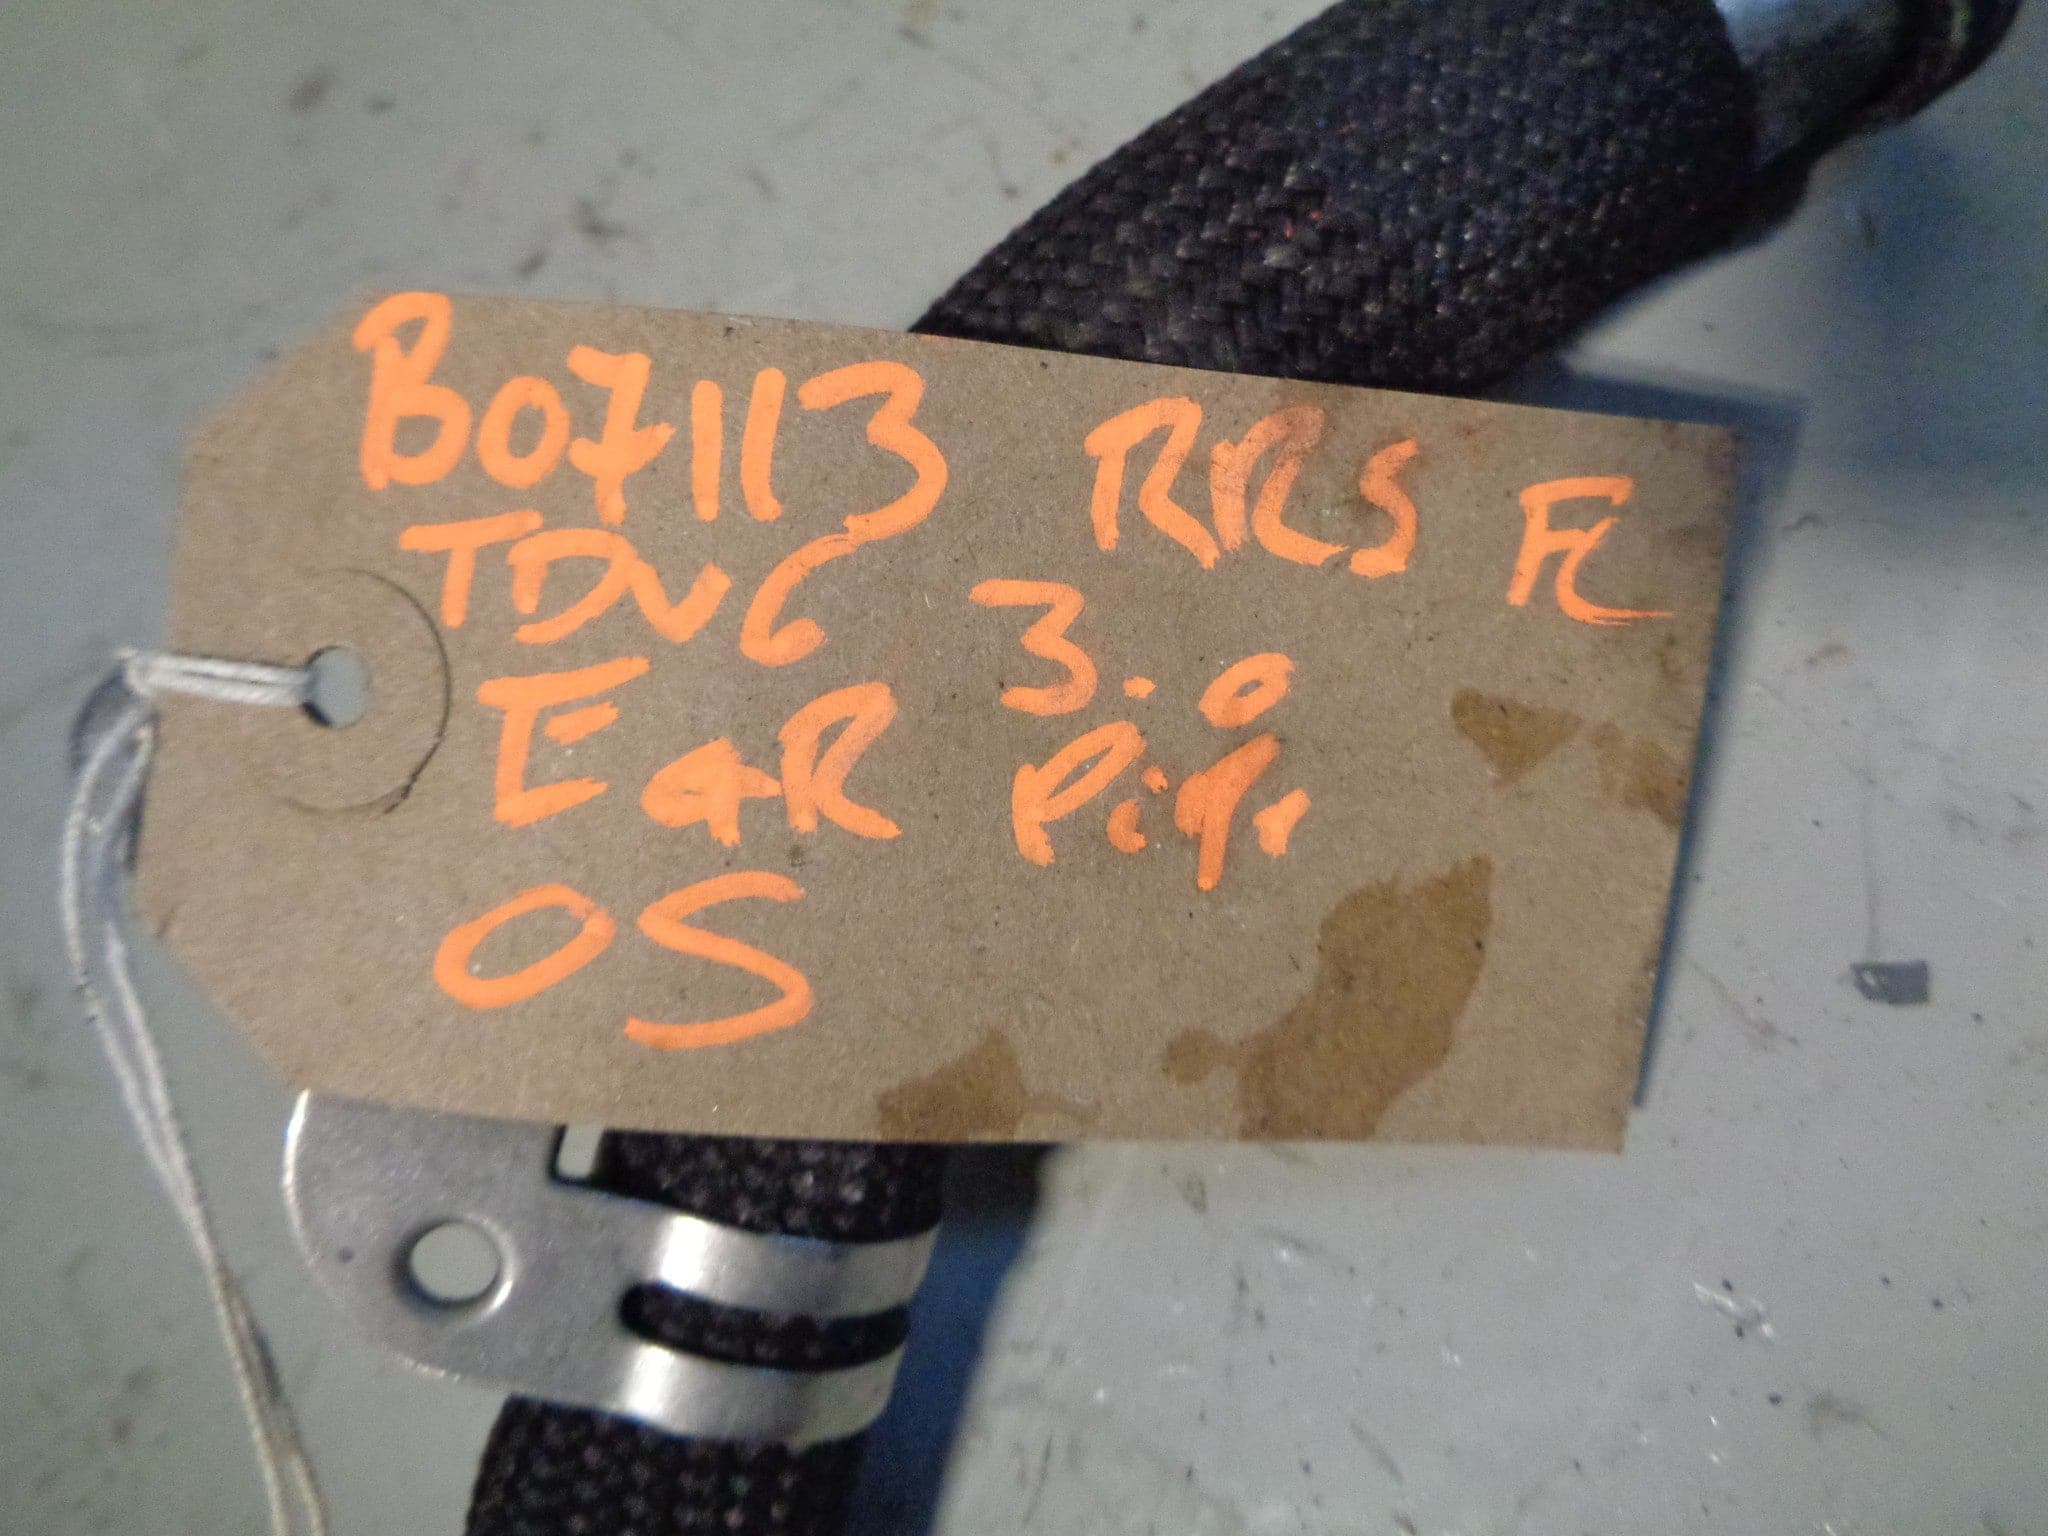 B07113 RRS FL
TDV6 3.0
EGR Pipe
OS